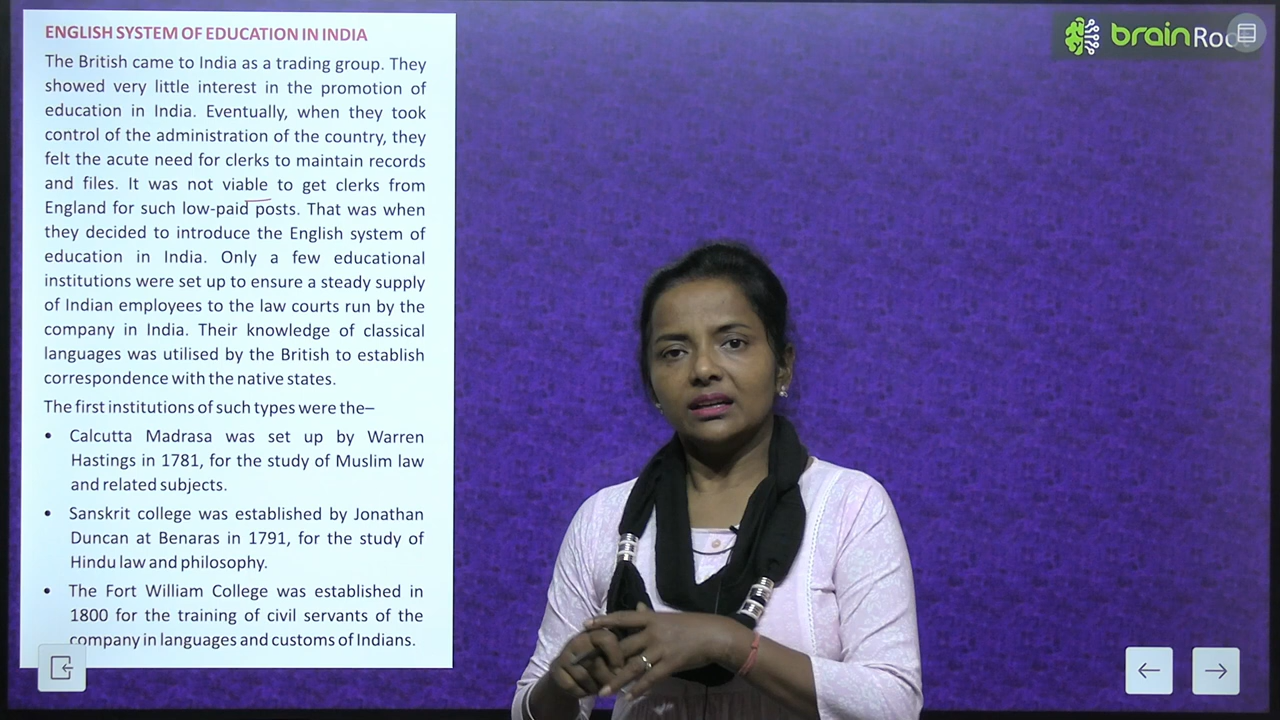 ENGLISH SYSTEM OF EDUCATION IN INDIA
The British came to India as a trading group. They
showed very little interest in the promotion of
education in India. Eventually, when they took
control of the administration of the country, they
felt the acute need for clerks to maintain records
and files. It was not viable to get clerks from
England for such low-paid posts. That was when
they decided to introduce the English system of
education in India. Only a few educational
institutions were set up to ensure a steady supply
of Indian employees to the law courts run by the
company in India. Their knowledge of classical
languages was utilised by the British to establish
correspondence with the native states.
The first institutions of such types were the–
• Calcutta Madrasa was set up by Warren
Hastings in 1781, for the study of Muslim law
and related subjects.
• Sanskrit college was established by Jonathan
Duncan at Benaras in 1791, for the study of
Hindu law and philosophy.
• The Fort William College was established in
1800 for the training of civil servants of the
company in languages and customs of Indians.
brain